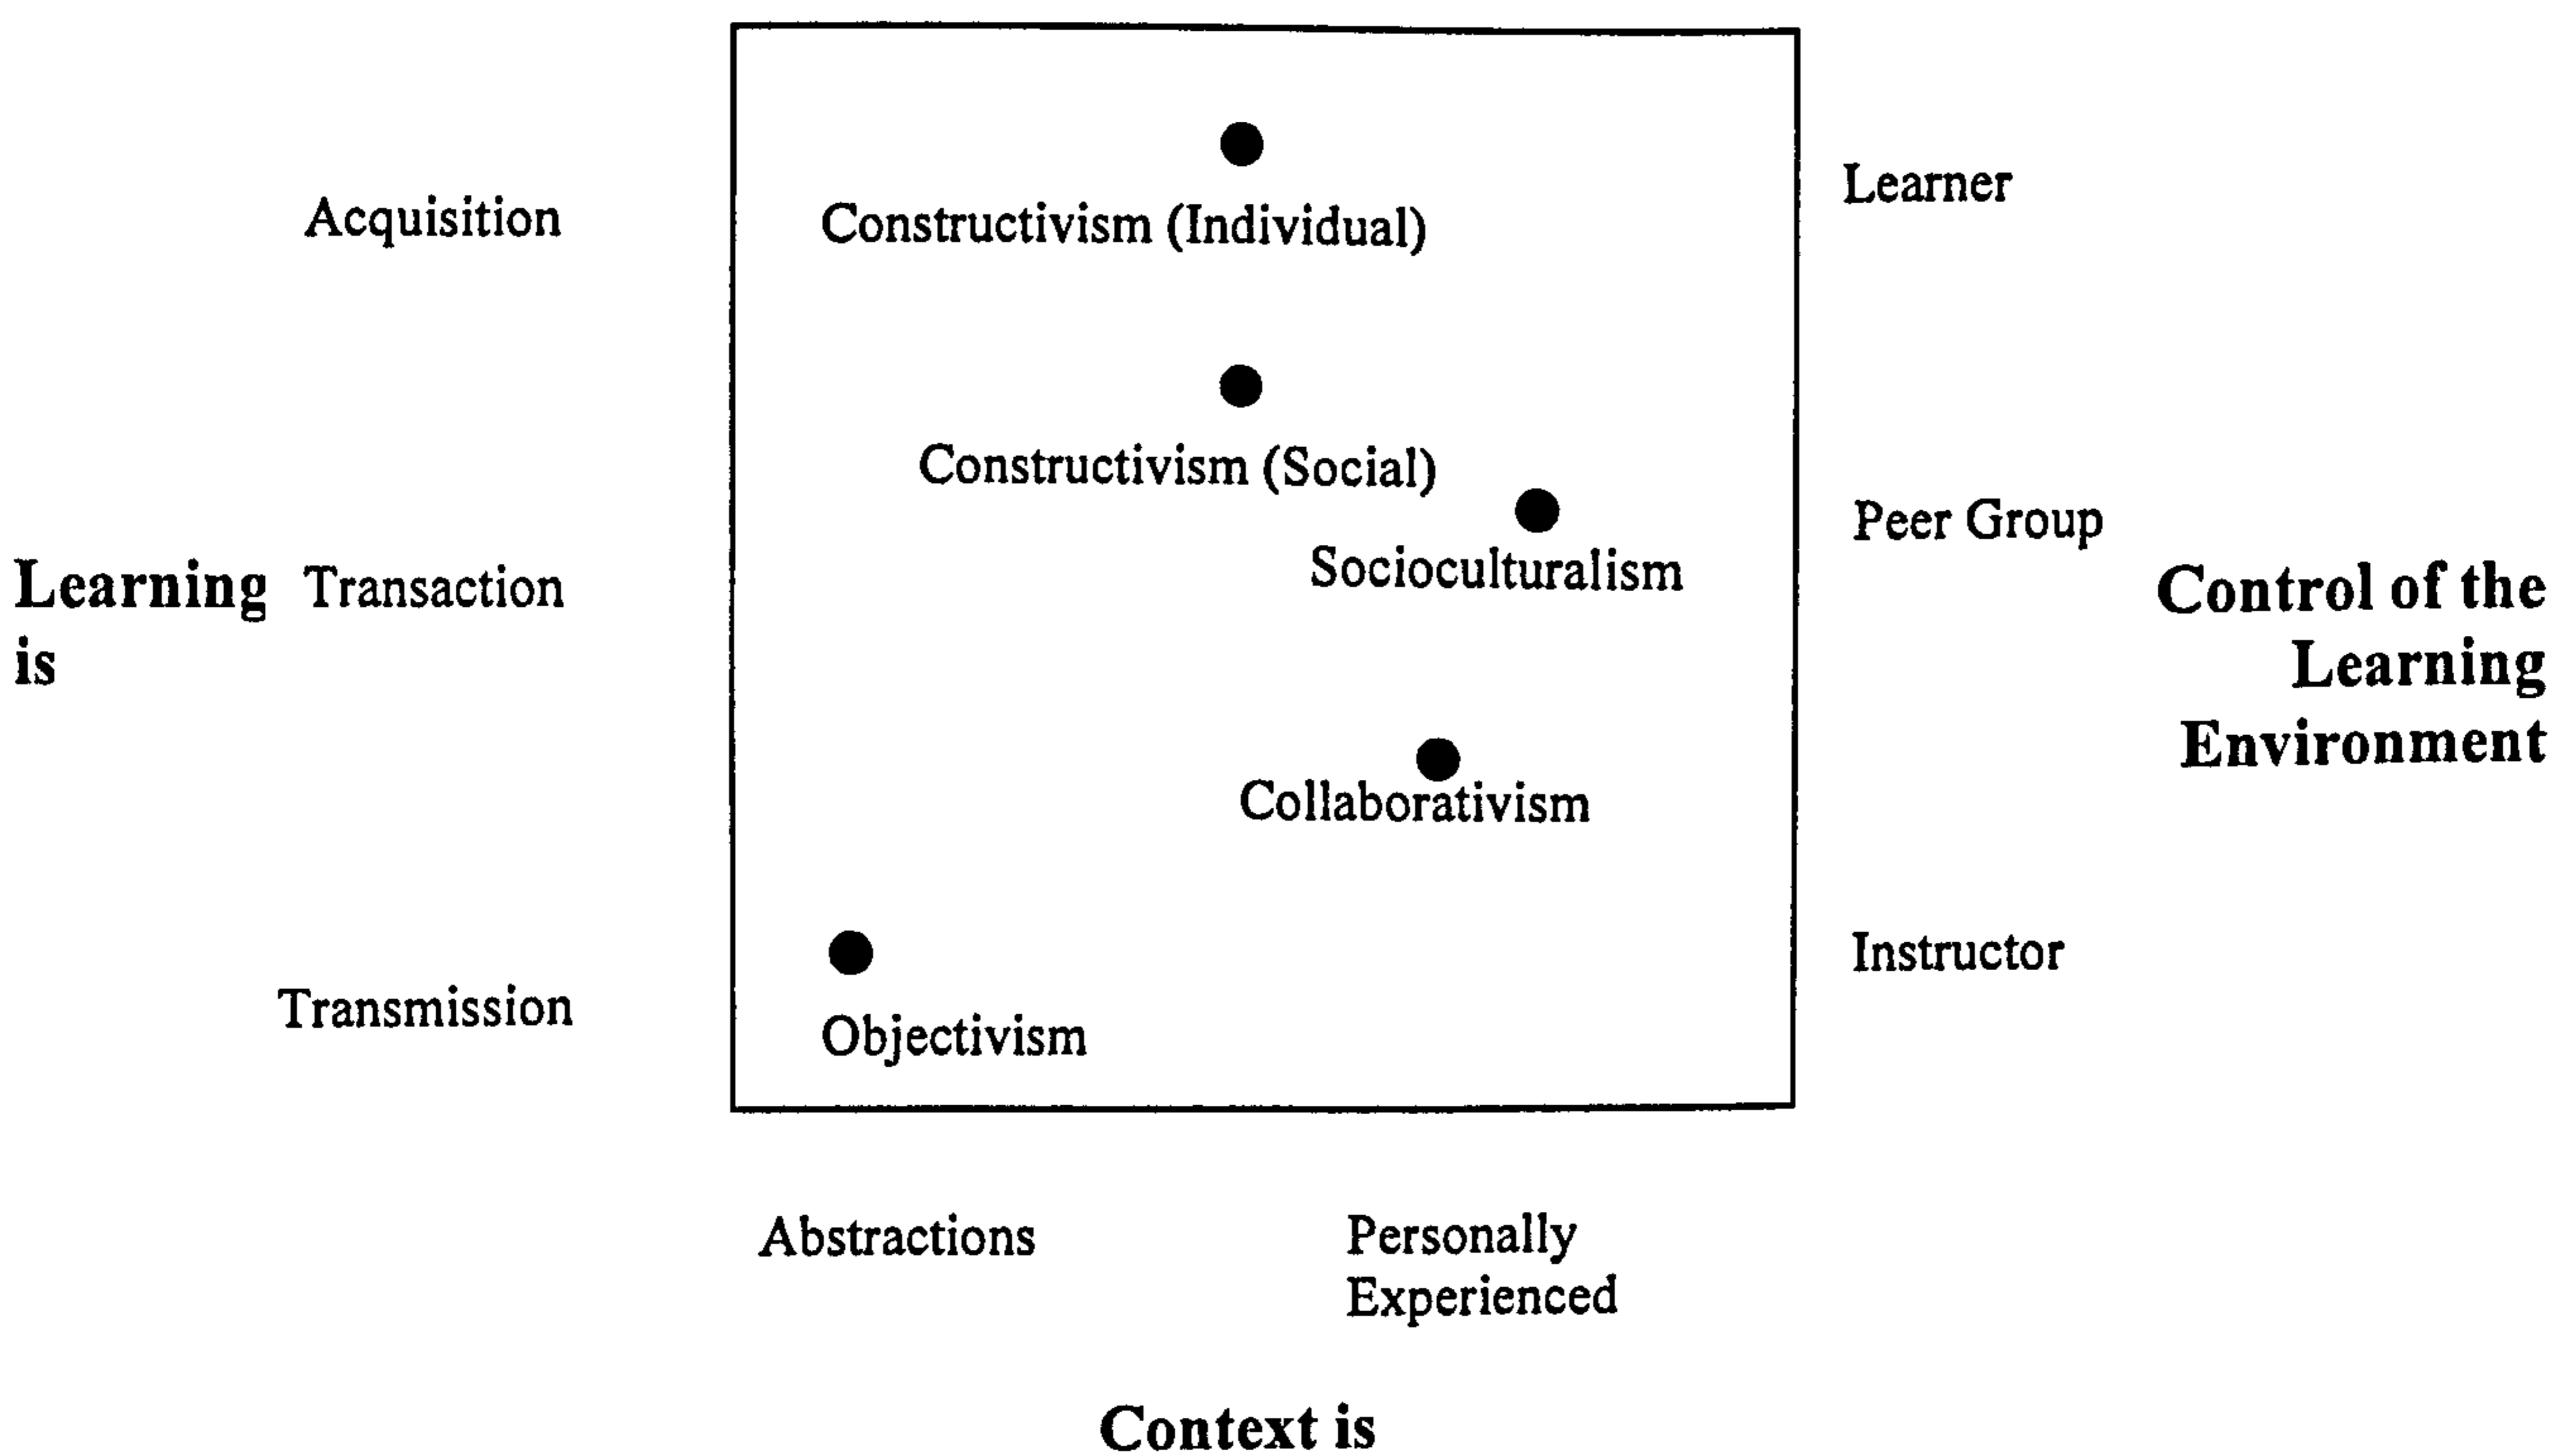 Learner
Acquisition
Constructivism (Individual)
Constructivism (Social)
Peer Group
Socioculturalism
Learning
is
Transaction
Control of the
Learning
Environment
Collaborativism
Instructor
Transmission
Objectivism
Abstractions
Personally
Experienced
Context is